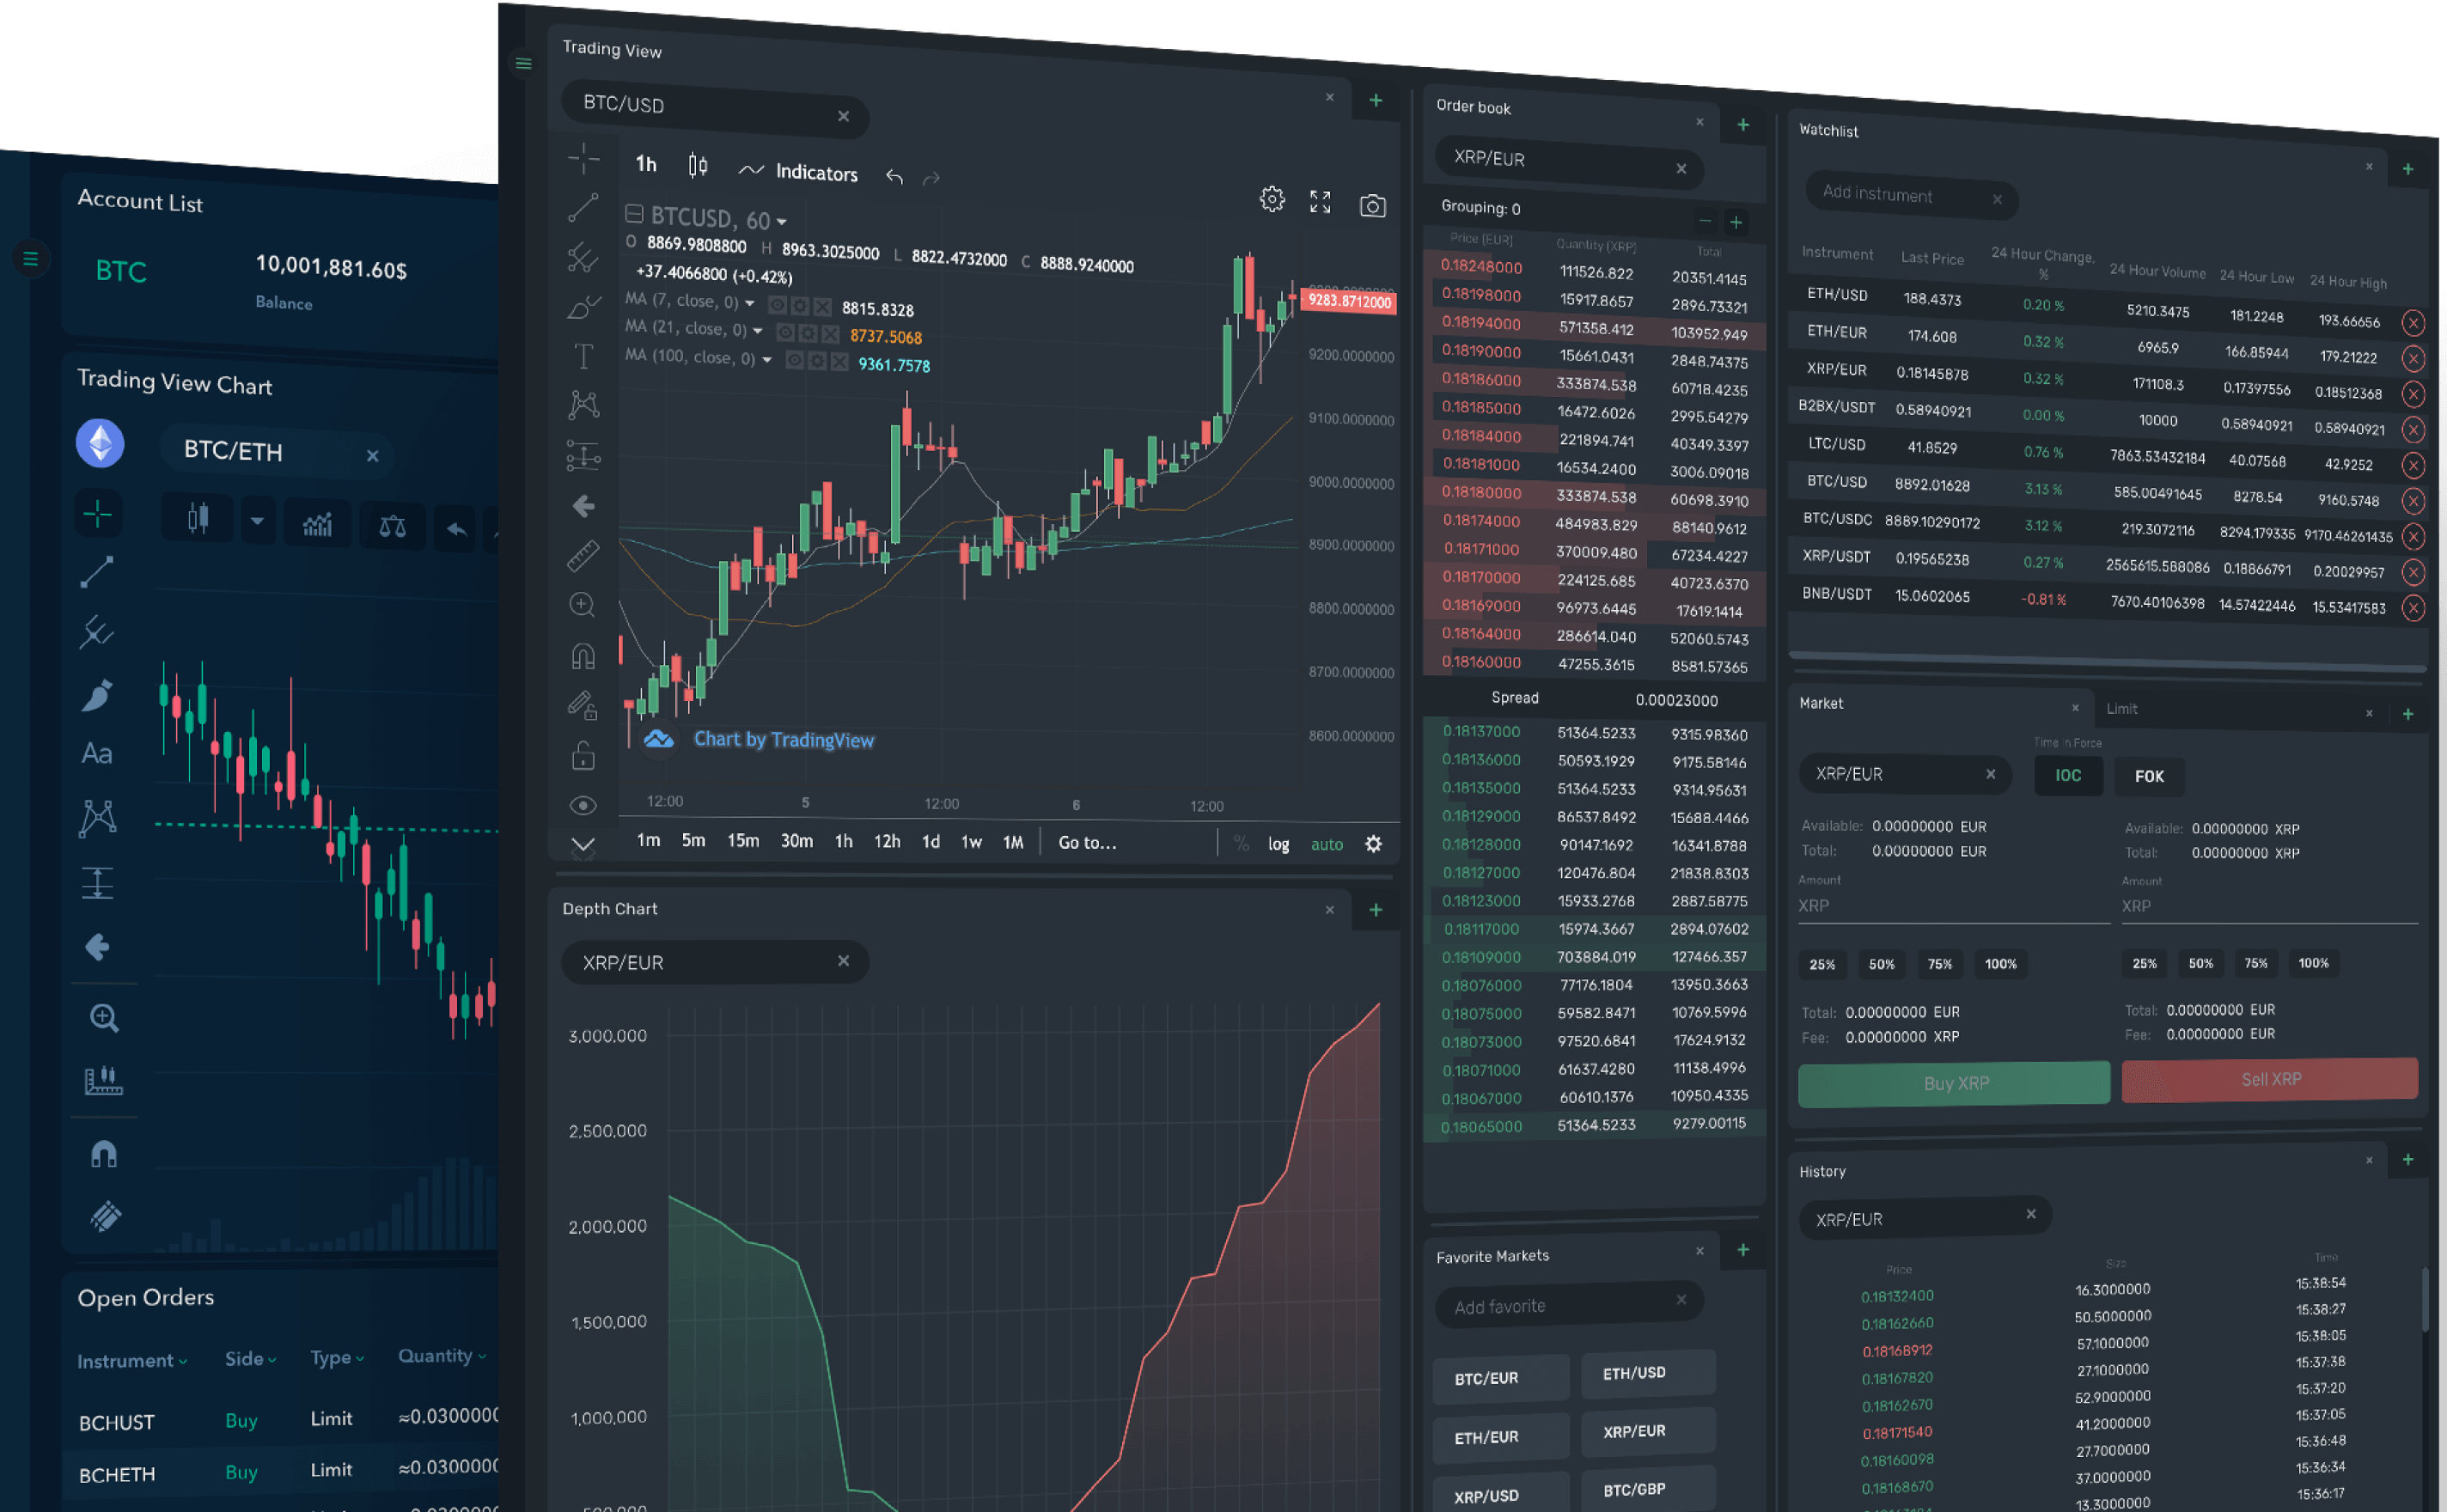 Account List
BTC
10,001,881.60$
Balance
Trading View Chart
BTC/ETH
Aa
Open Orders
Instrument Side Type Quantity
BCHUST Buy Limit ≈0.0300000
BCHETH Buy Limit ≈0.0300000
Trading View
BTC/USD
1h Indicators
BTCUSD, 60
O 8869.9808800 H 8963.3025000 L 8822.4732000 C 8888.9240000
+37.4066800 (+0.42%)
MA (7, close, 0) 8815.8328
MA (21, close, 0) 8737.5068
MA (100, close, 0) 9361.7578
T
9283.8712000
9200.0000000
9100.0000000
9000.0000000
8900.0000000
8800.0000000
8700.0000000
8600.0000000
Chart by TradingView
12:00 5 12:00 6 12:00
1m 5m 15m 30m 1h 12h 1d 1w 1M Go to... % log auto
Depth Chart
XRP/EUR
3,000,000
2,500,000
2,000,000
1,500,000
1,000,000
Order book
XRP/EUR
Grouping: 0
Price (EUR) Quantity (XRP) Total
0.18248000 111526.822 20351.4145
0.18198000 15917.8657 2896.73321
0.18194000 571358.412 103952.949
0.18190000 15661.0431 2848.74375
0.18186000 333874.538 60718.4235
0.18185000 16472.6026 2995.54279
0.18184000 221894.741 40349.3397
0.18181000 16534.2400 3006.09018
0.18180000 333874.538 60698.3910
0.18174000 484983.829 88140.9612
0.18171000 370009.480 67234.4227
0.18170000 224125.685 40723.6370
0.18169000 96973.6445 17619.1414
0.18164000 286614.040 52060.5743
0.18160000 47255.3615 8581.57365
Spread 0.00023000
0.18137000 51364.5233 9315.98360
0.18136000 50593.1929 9175.58146
0.18135000 51364.5233 9314.95631
0.18129000 86537.8492 15688.4466
0.18128000 90147.1692 16341.8788
0.18127000 120476.804 21838.8303
0.18123000 15933.2768 2887.58775
0.18117000 15974.3667 2894.07602
0.18109000 703884.019 127466.357
0.18076000 77176.1804 13950.3663
0.18075000 59582.8471 10769.5996
0.18073000 97520.6841 17624.9132
0.18071000 61637.4280 11138.4996
0.18067000 60610.1376 10950.4335
0.18065000 51364.5233 9279.00115
Favorite Markets
Add favorite
BTC/EUR ETH/USD
ETH/EUR XRP/EUR
XRP/USD BTC/GBP
Watchlist
Add instrument
Instrument Last Price 24 Hour Change, % 24 Hour Volume 24 Hour Low 24 Hour High
ETH/USD 188.4373 0.20 % 5210.3475 181.2248 193.66656
ETH/EUR 174.608 0.32 % 6965.9 166.85944 179.21222
XRP/EUR 0.18145878 0.32 % 171108.3 0.17397556 0.18512368
B2BX/USDT 0.58940921 0.00 % 10000 0.58940921 0.58940921
LTC/USD 41.8529 0.76 % 7863.53432184 40.07568 42.9252
BTC/USD 8892.01628 3.13 % 585.00491645 8278.54 9160.5748
BTC/USDC 8889.10290172 3.12 % 219.3072116 8294.179335 9170.46261435
XRP/USDT 0.19565238 0.27 % 2565615.588086 0.18866791 0.20029957
BNB/USDT 15.0602065 -0.81 % 7670.40106398 14.57422446 15.53417583
Market Limit
Time in Force
XRP/EUR IOC FOK
Available: 0.00000000 EUR Available: 0.00000000 XRP
Total: 0.00000000 EUR Total: 0.00000000 XRP
Amount Amount
XRP XRP
25% 50% 75% 100% 25% 50% 75% 100%
Total: 0.00000000 EUR Total: 0.00000000 EUR
Fee: 0.00000000 XRP Fee: 0.00000000 EUR
Buy XRP Sell XRP
History
XRP/EUR
Price Size Time
0.18132400 16.3000000 15:38:54
0.18162660 50.5000000 15:38:27
0.18168912 57.1000000 15:38:05
0.18167820 27.1000000 15:37:38
0.18162670 52.9000000 15:37:20
0.18171540 41.2000000 15:37:05
0.18160098 27.7000000 15:36:48
0.18168670 37.0000000 15:36:34
13.3000000 15:36:17